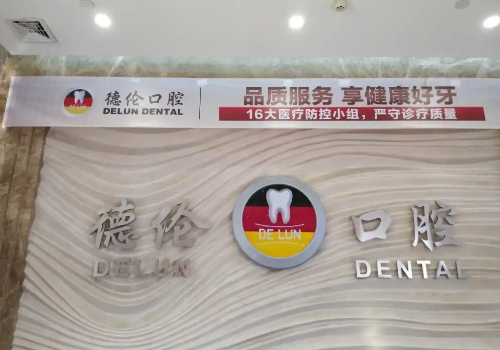 德伦口腔
DELUN DENTAL
品质服务 享健康好牙
16大医疗防控小组，严守诊疗质量
德伦 口腔
DE LUN
DELUN DENTAL